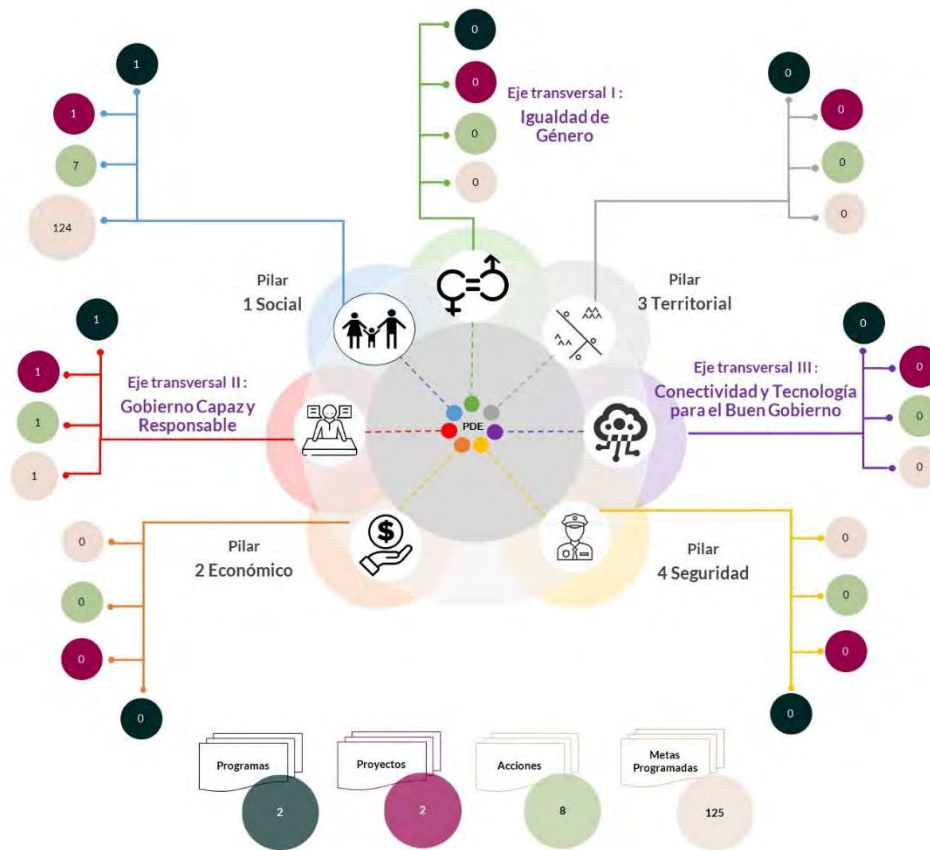 1
1
7
124
0
0
0
0
Eje transversal I :
Igualdad de
Género
0
0
0
0
Pilar
1 Social
Pilar
3 Territorial
1
1
1
1
Eje transversal II :
Gobierno Capaz y
Responsable
PDE
Eje transversal III :
Conectividad y Tecnología
para el Buen Gobierno
0
0
0
0
0
0
0
0
Pilar
2 Económico
Pilar
4 Seguridad
0
0
0
0
Programas
2
Proyectos
2
Acciones
8
Metas
Programadas
125